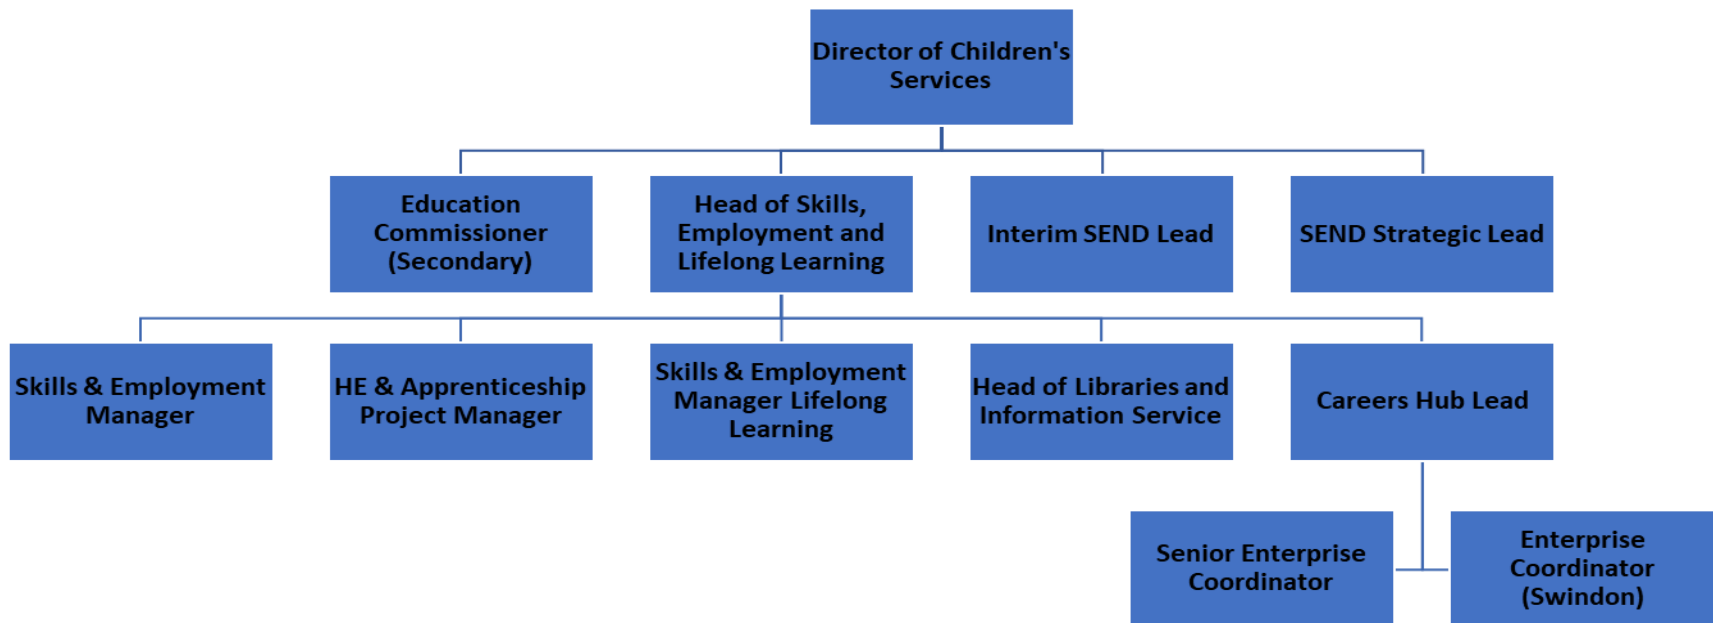 Director of Children's
Services
Education
Commissioner
(Secondary)
Head of Skills,
Employment and
Lifelong Learning
Interim SEND Lead
SEND Strategic Lead
Skills & Employment
Manager
HE & Apprenticeship
Project Manager
Skills & Employment
Manager Lifelong
Learning
Head of Libraries and
Information Service
Careers Hub Lead
Senior Enterprise
Coordinator
Enterprise
Coordinator
(Swindon)